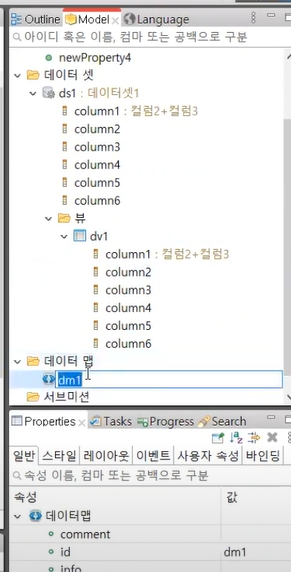 Outline Model Language
아이디 혹은 이름, 컴마 또는 공백으로 구분
newProperty4
데이터 셋
ds1 : 데이터셋1
column1 : 컬럼2+컬럼3
column2
column3
column4
column5
column6
뷰
dv1
column1 : 컬럼2+컬럼3
column2
column3
column4
column5
column6
데이터 맵
dm1
서브미션
Properties Tasks Progress Search
일반 스타일 레이아웃 이벤트 사용자 속성 바인딩
속성 이름, 컴마 또는 공백으로 구분
속성 값
데이터맵
comment
id dm1
info